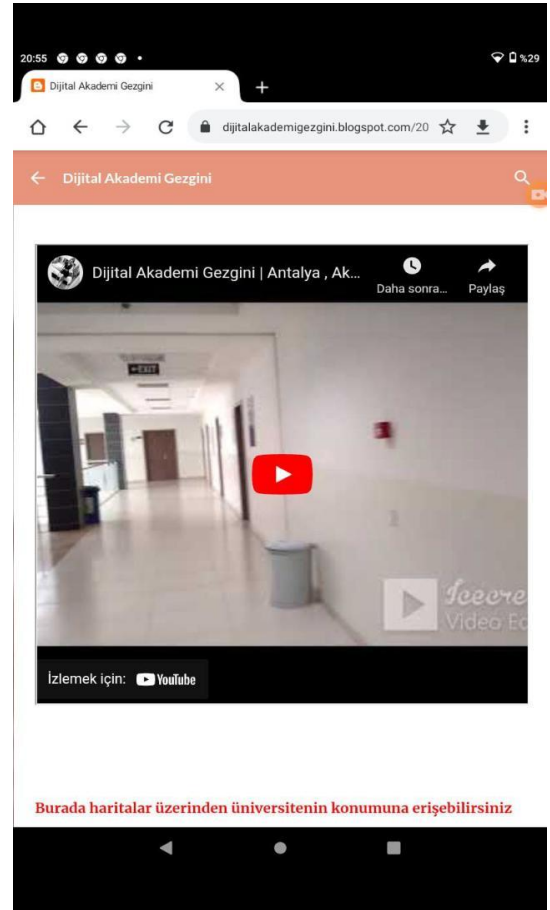 20:55
%29
Dijital Akademi Gezgini
dijitalakademigezgini.blogspot.com/20
Dijital Akademi Gezgini
Dijital Akademi Gezgini | Antalya , Ak...
Daha sonra...
Paylaş
EXIT
Icecre
Video Ed
İzlemek için: YouTube
Burada haritalar üzerinden üniversitenin konumuna erişebilirsiniz